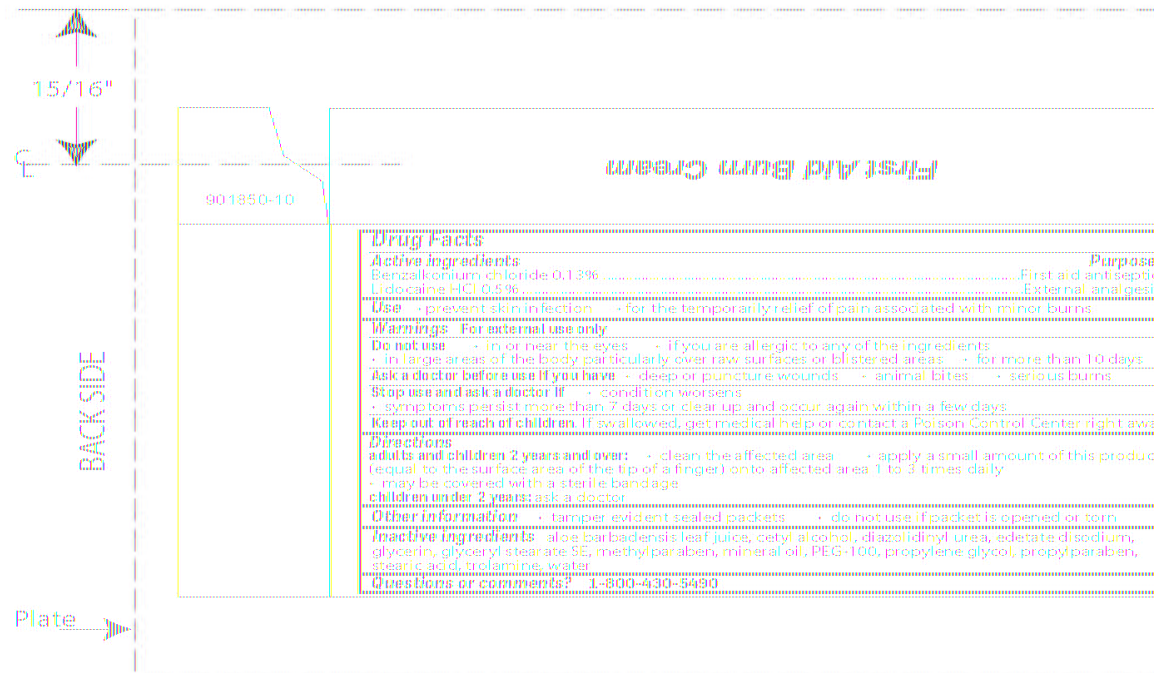 15/16"
CL
First Aid Burn Cream
901850-10
Drug Facts
Active ingredients Purpose
Benzalkonium chloride 0.13% First aid antisepti
Lidocaine HCl 0.5% External analgesi
Use • prevent skin infection • for the temporarily relief of pain associated with minor burns
Warnings For external use only
Do not use • in or near the eyes • if you are allergic to any of the ingredients
• in large areas of the body particularly over raw surfaces or blistered areas • for more than 10 days
Ask a doctor before use if you have • deep or puncture wounds • animal bites • serious burns
Stop use and ask a doctor if • condition worsens
• symptoms persist more than 7 days or clear up and occur again within a few days
Keep out of reach of children. If swallowed, get medical help or contact a Poison Control Center right awa
Directions
adults and children 2 years and over: • clean the affected area • apply a small amount of this produc
(equal to the surface area of the tip of a finger) onto affected area 1 to 3 times daily
• may be covered with a sterile bandage
children under 2 years: ask a doctor
Other information • tamper evident sealed packets • do not use if packet is opened or torn
Inactive ingredients aloe barbadensis leaf juice, cetyl alcohol, diazolidinyl urea, edetate disodium,
glycerin, glyceryl stearate SE, methylparaben, mineral oil, PEG-100, propylene glycol, propylparaben,
stearic acid, trolamine, water
Questions or comments? 1-800-430-5490
BACK SIDE
Plate